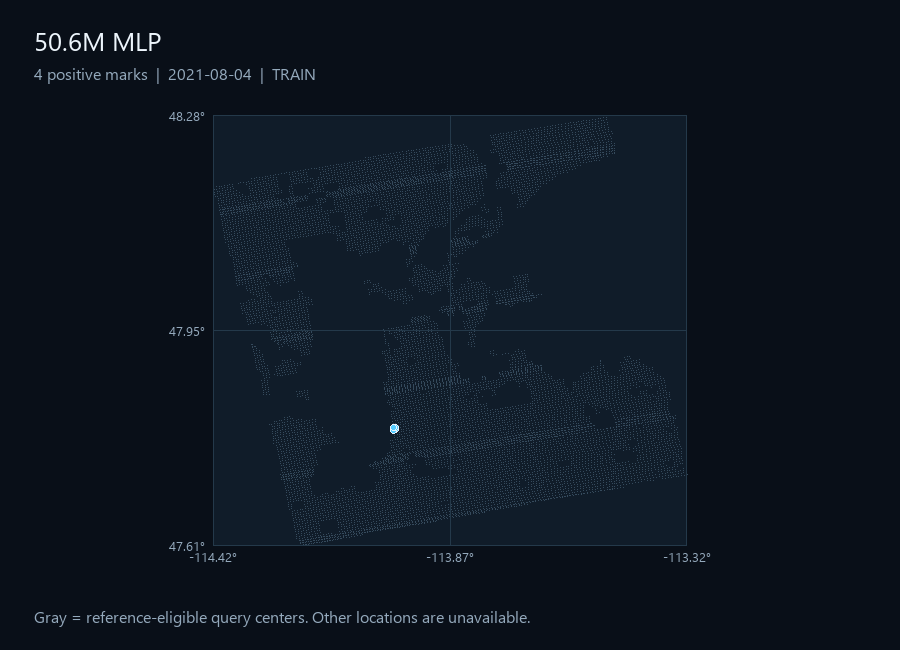 50.6M MLP
4 positive marks | 2021-08-04 | TRAIN
48.28°
47.95°
47.61°
-114.42°
-113.87°
-113.32°
Gray = reference-eligible query centers. Other locations are unavailable.